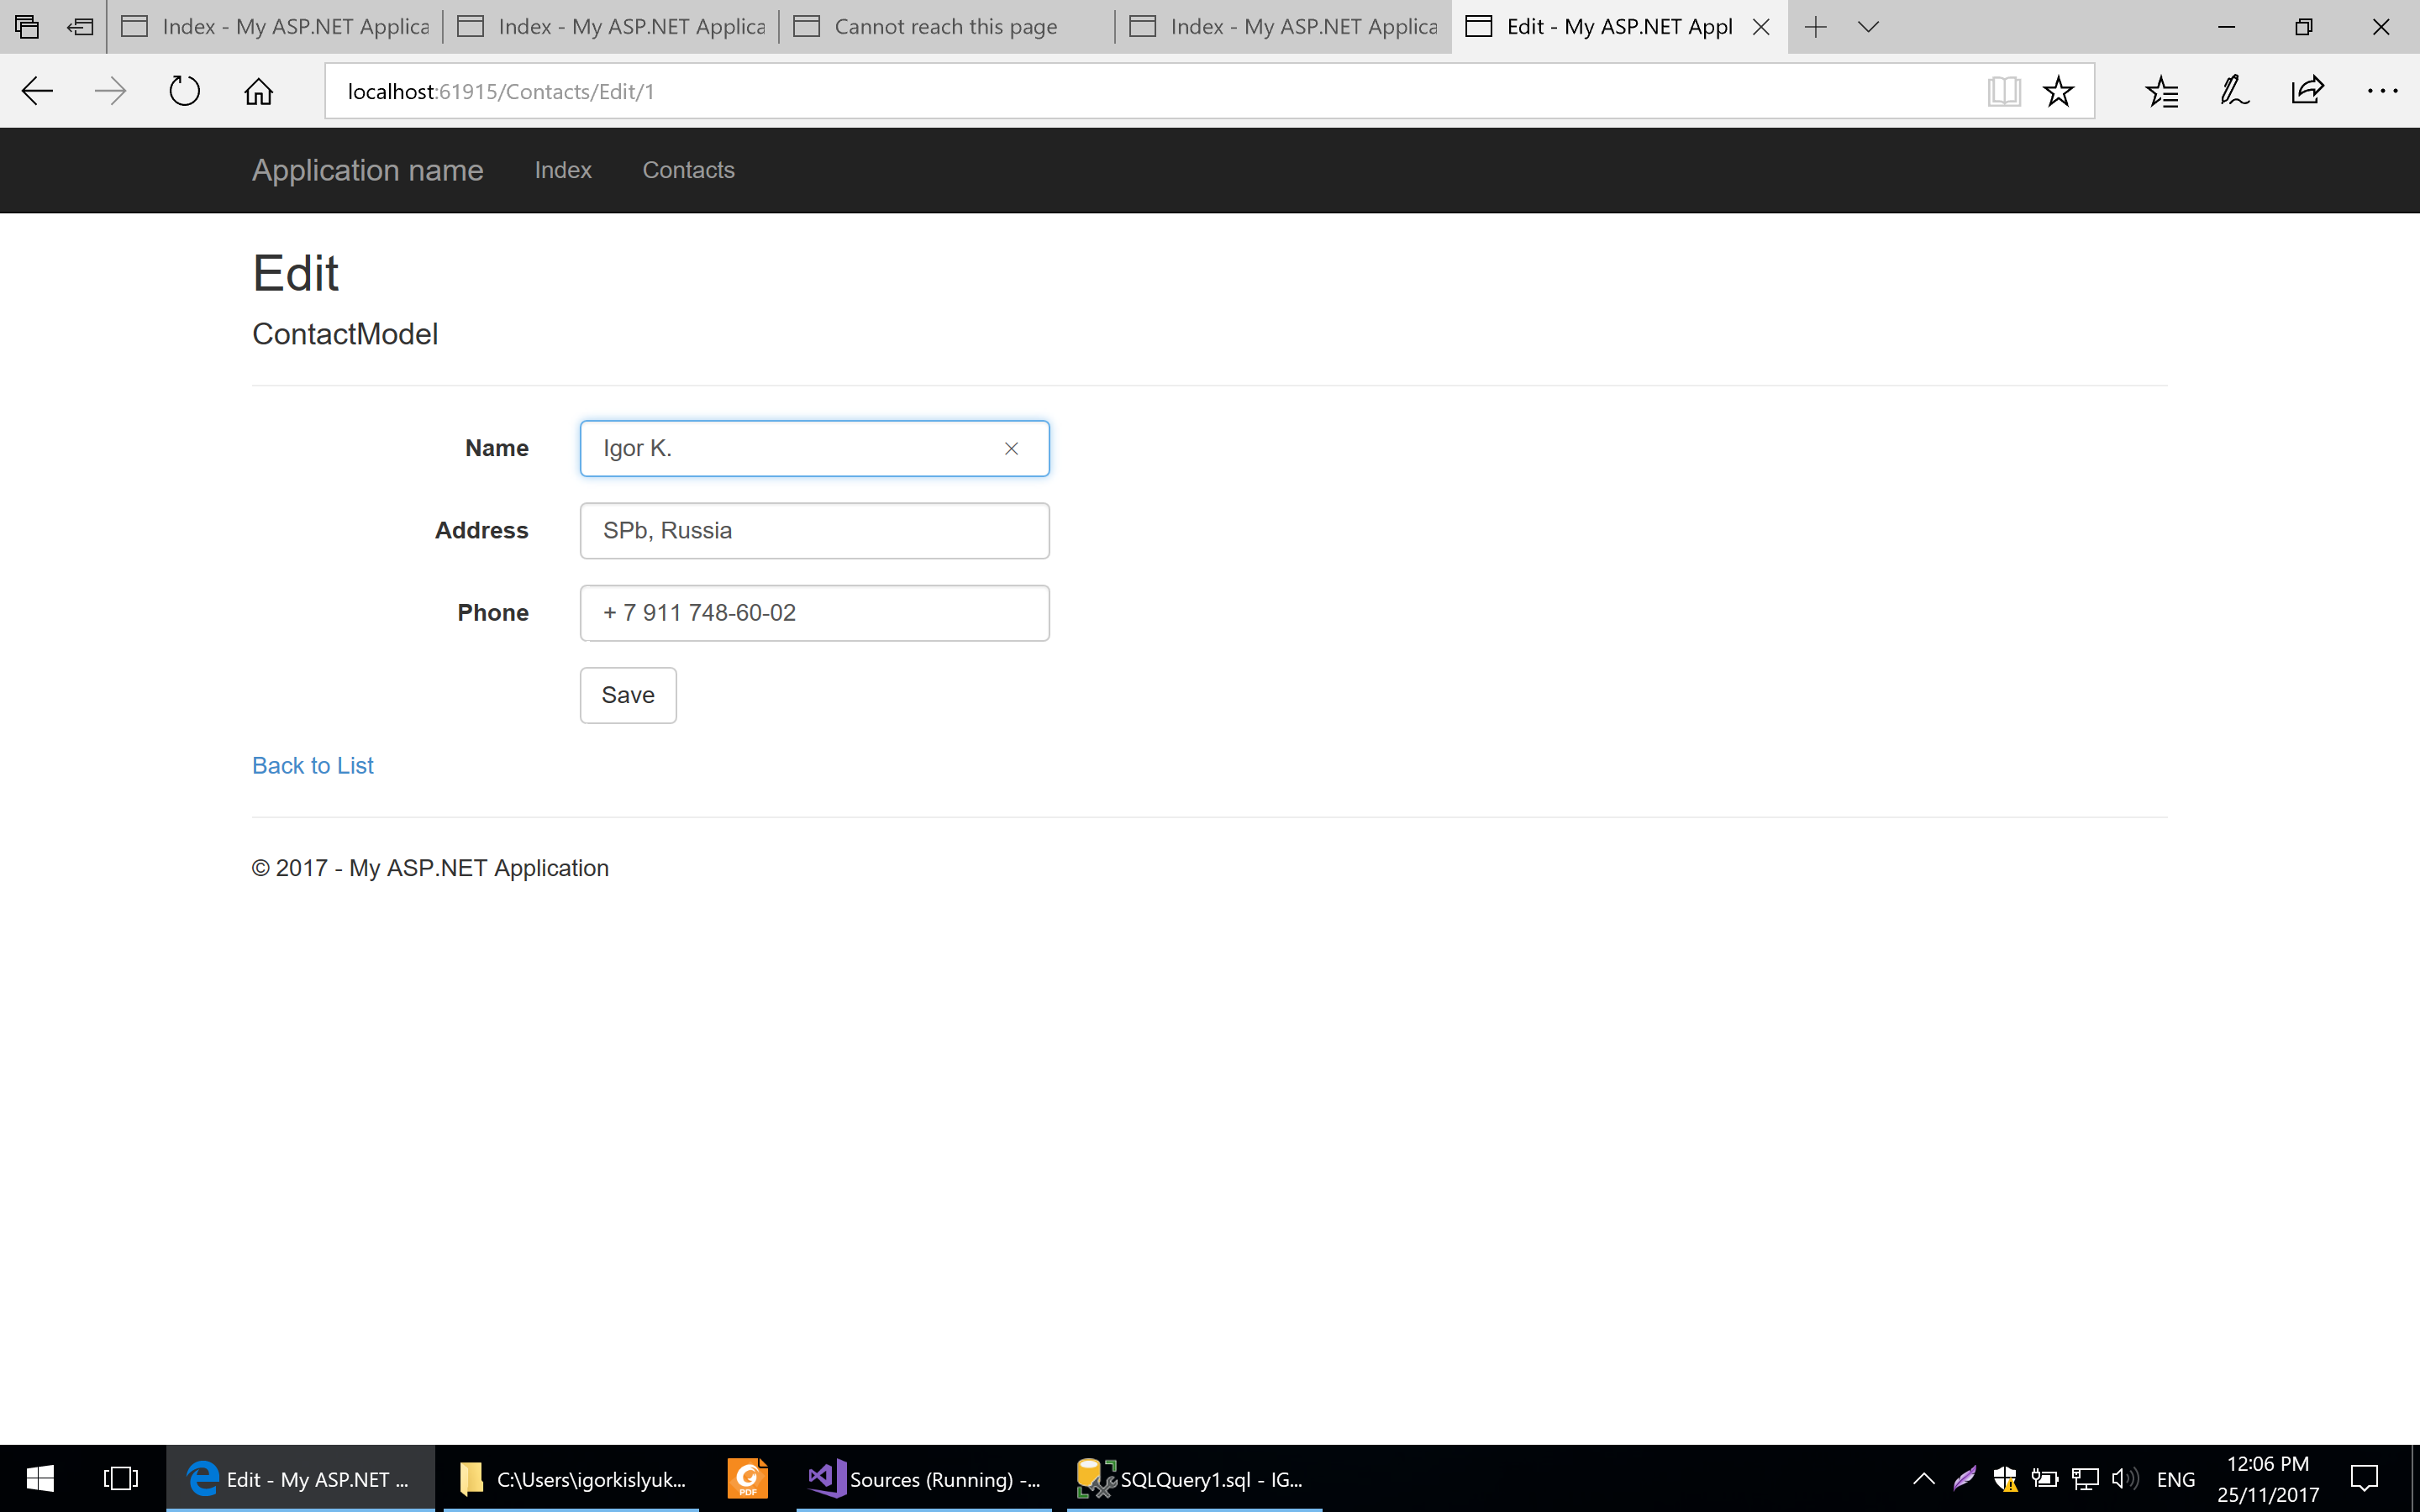 Index - My ASP.NET Applica
Index - My ASP.NET Applica
Cannot reach this page
Index - My ASP.NET Applica
Edit - My ASP.NET Appl
localhost:61915/Contacts/Edit/1
Application name
Index
Contacts
Edit
ContactModel
Name
Igor K.
Address
SPb, Russia
Phone
+ 7 911 748-60-02
Save
Back to List
© 2017 - My ASP.NET Application
Edit - My ASP.NET ...
C:\Users\igorkislyuk...
PDF
Sources (Running) -...
SQLQuery1.sql - IG...
ENG
12:06 PM
25/11/2017